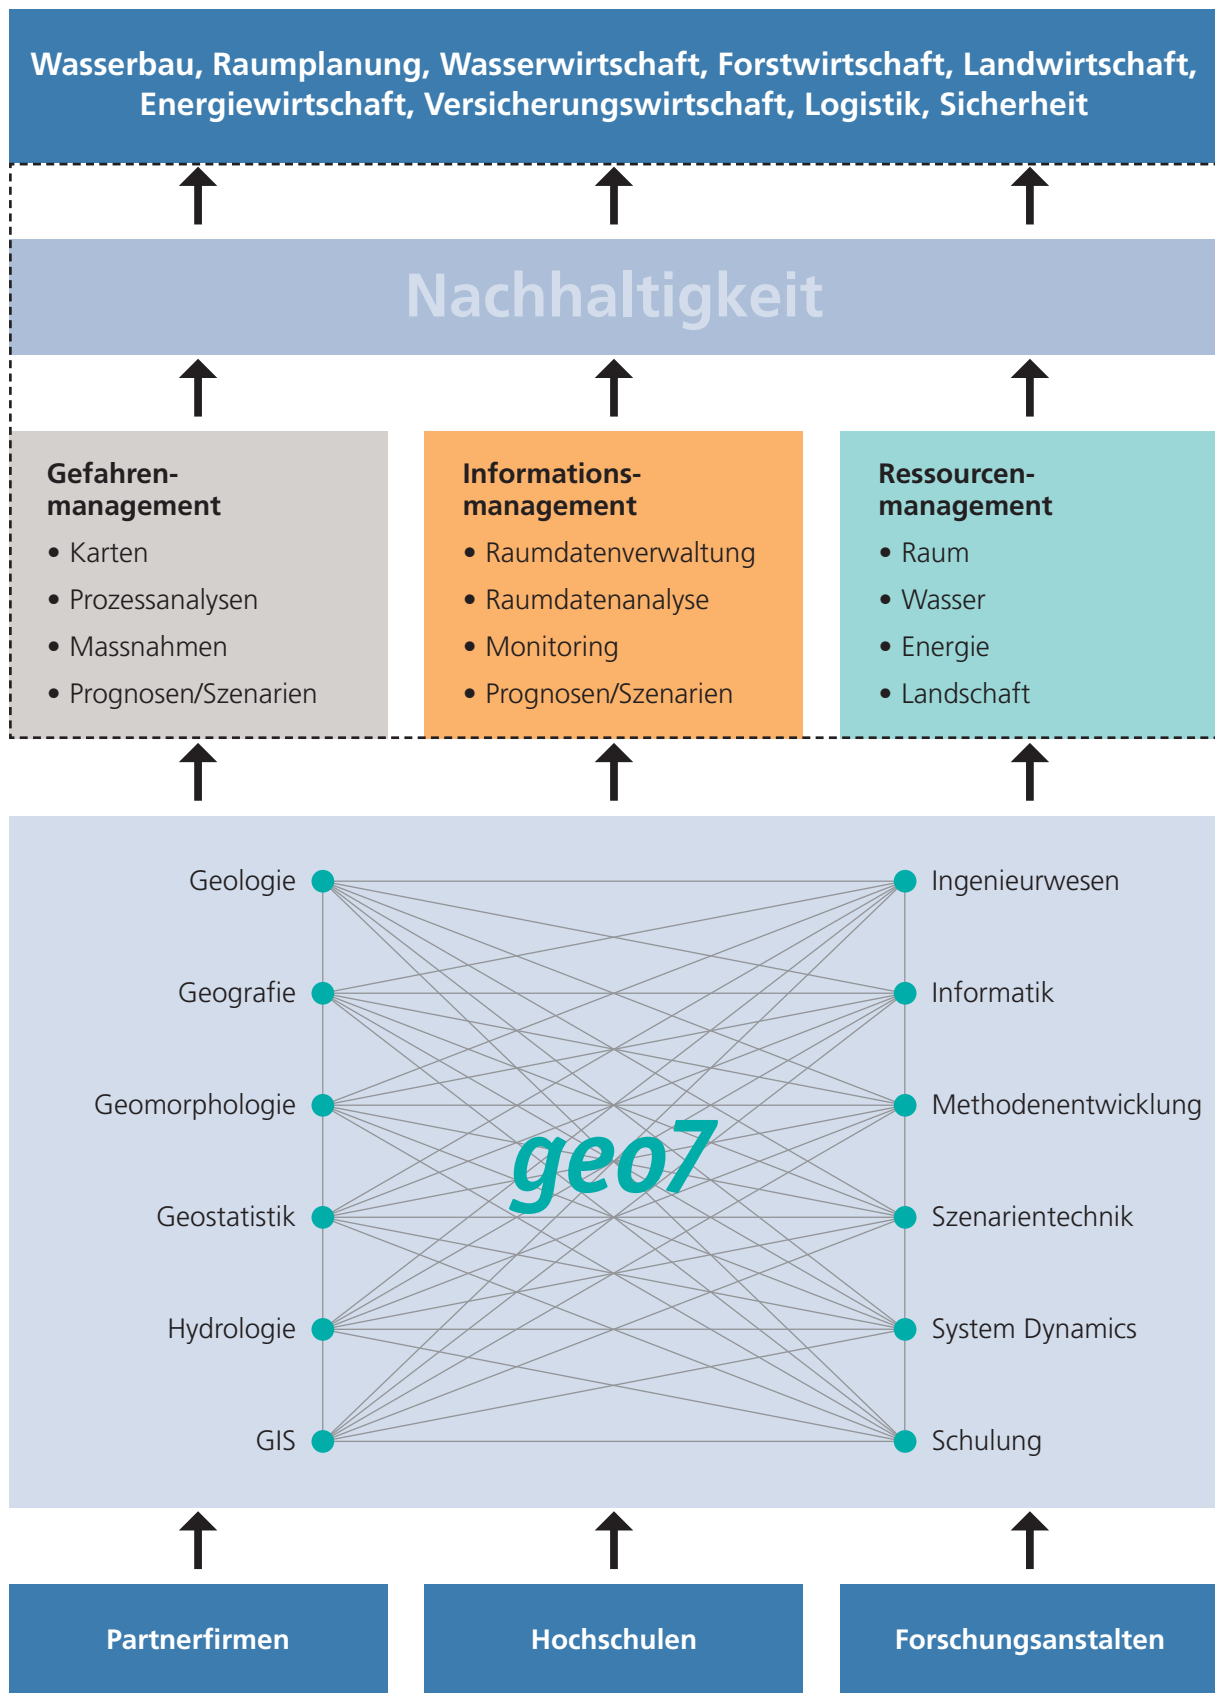 Wasserbau, Raumplanung, Wasserwirtschaft, Forstwirtschaft, Landwirtschaft,
Energiewirtschaft, Versicherungswirtschaft, Logistik, Sicherheit
Nachhaltigkeit
Gefahren-
management
• Karten
• Prozessanalysen
• Massnahmen
• Prognosen/Szenarien
Informations-
management
• Raumdatenverwaltung
• Raumdatenanalyse
• Monitoring
• Prognosen/Szenarien
Ressourcen-
management
• Raum
• Wasser
• Energie
• Landschaft
Geologie
Geografie
Geomorphologie
Geostatistik
Hydrologie
GIS
geo7
Ingenieurwesen
Informatik
Methodenentwicklung
Szenarientechnik
System Dynamics
Schulung
Partnerfirmen
Hochschulen
Forschungsanstalten